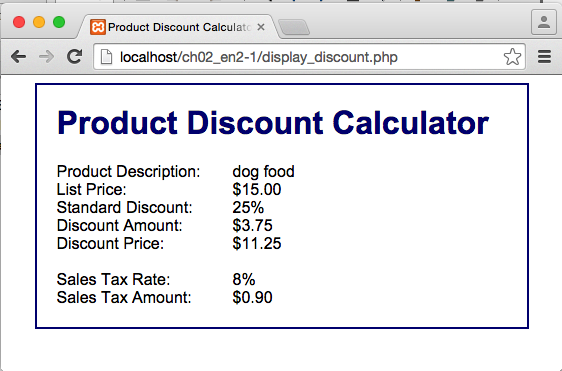 Product Discount Calculato
localhost/ch02_en2-1/display_discount.php
Product Discount Calculator
Product Description: dog food
List Price: $15.00
Standard Discount: 25%
Discount Amount: $3.75
Discount Price: $11.25
Sales Tax Rate: 8%
Sales Tax Amount: $0.90